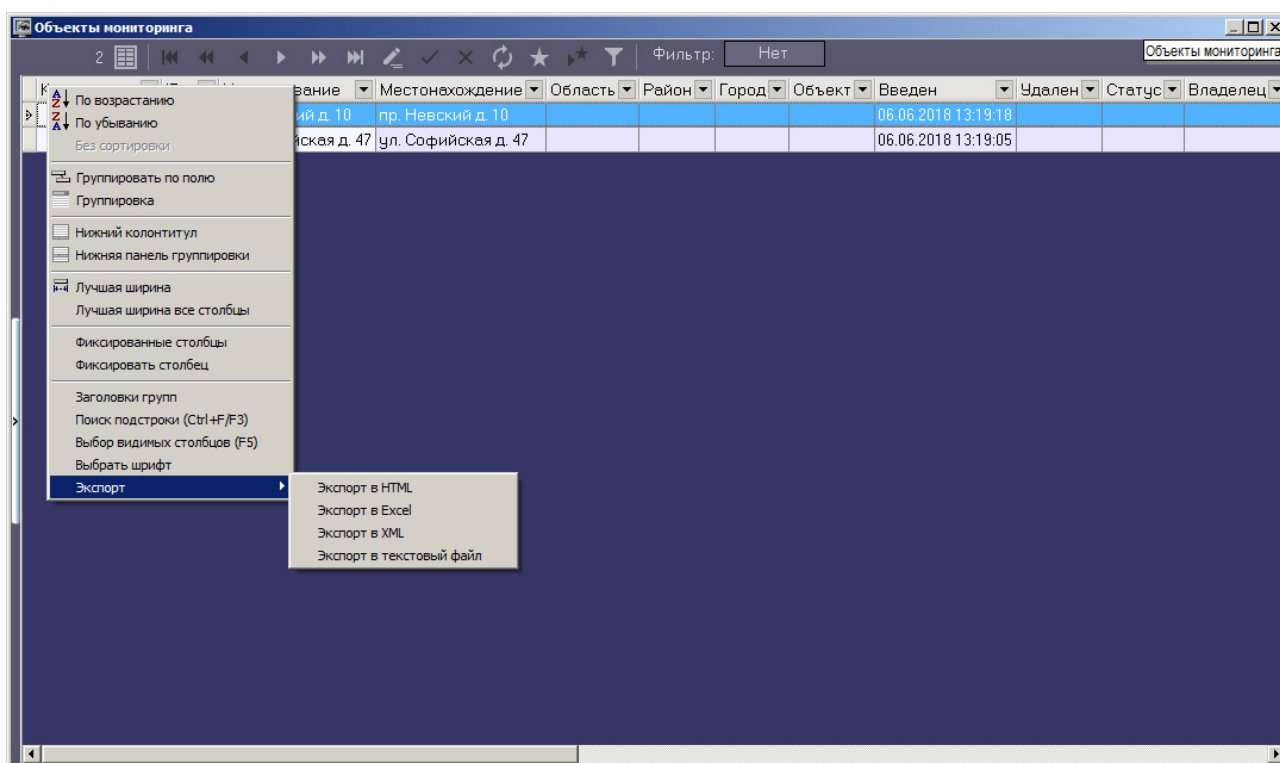 Объекты мониторинга
2 Фильтр: Нет
Объекты мониторинга
Местонахождение Область Район Город Объект Введен Удален Статус Владелец
пр. Невский д. 10 06.06.2018 13:19:18
д. 47 ул. Софийская д. 47 06.06.2018 13:19:05
По возрастанию
По убыванию
Без сортировки
Группировать по полю
Группировка
Нижний колонтитул
Нижняя панель группировки
Лучшая ширина
Лучшая ширина все столбцы
Фиксированные столбцы
Фиксировать столбец
Заголовки групп
Поиск подстроки (Ctrl+F/F3)
Выбор видимых столбцов (F5)
Выбрать шрифт
Экспорт
Экспорт в HTML
Экспорт в Excel
Экспорт в XML
Экспорт в текстовый файл